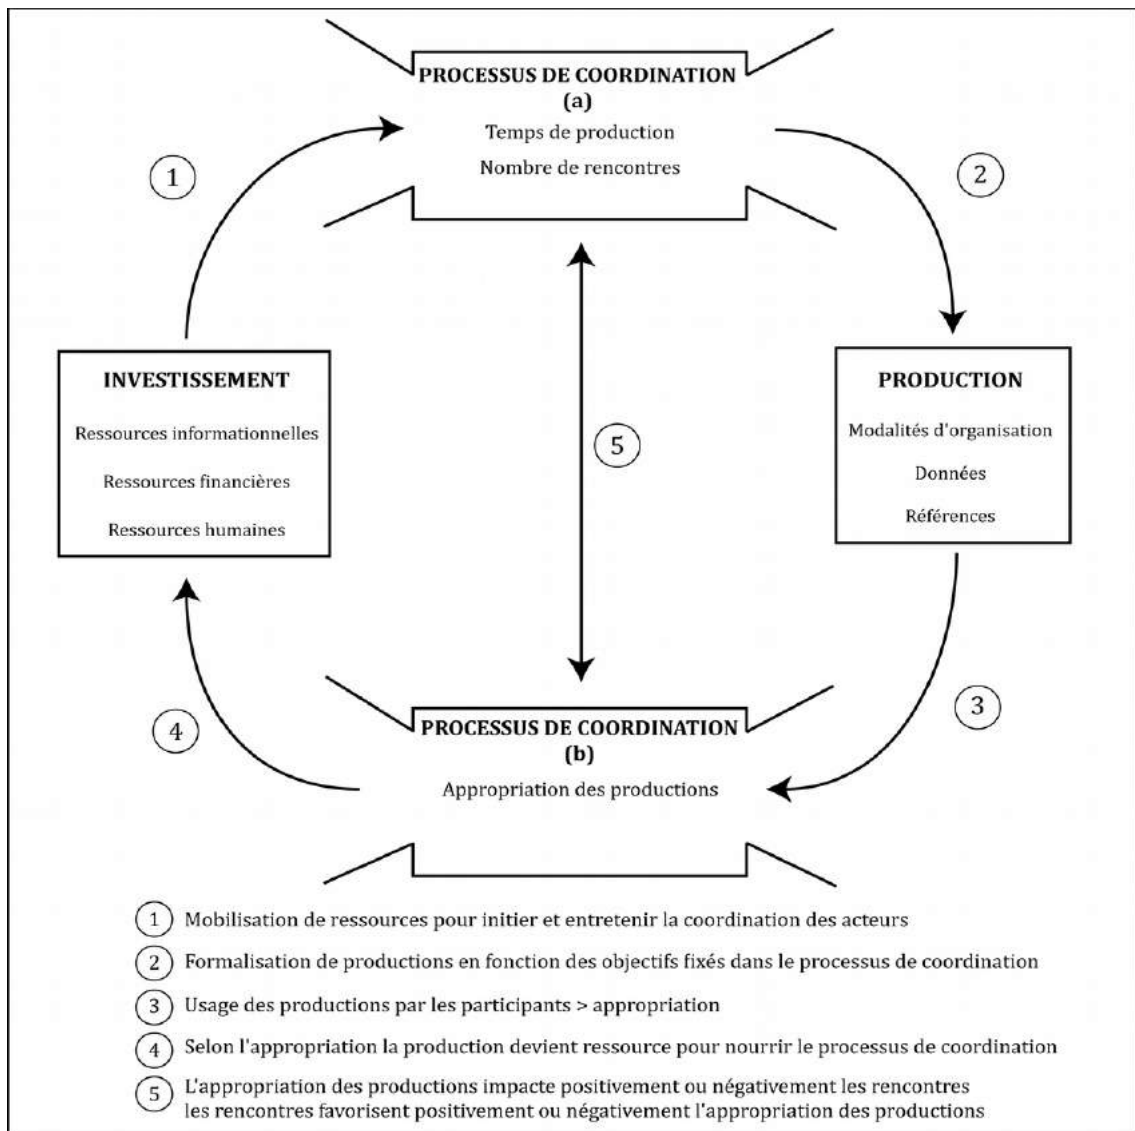 PROCESSUS DE COORDINATION
(a)
Temps de production
Nombre de rencontres
1
2
INVESTISSEMENT
Ressources informationnelles
Ressources financières
Ressources humaines
5
PRODUCTION
Modalités d'organisation
Données
Références
4
3
PROCESSUS DE COORDINATION
(b)
Appropriation des productions
1 Mobilisation de ressources pour initier et entretenir la coordination des acteurs
2 Formalisation de productions en fonction des objectifs fixés dans le processus de coordination
3 Usage des productions par les participants > appropriation
4 Selon l'appropriation la production devient ressource pour nourrir le processus de coordination
5 L'appropriation des productions impacte positivement ou négativement les rencontres
les rencontres favorisent positivement ou négativement l'appropriation des productions